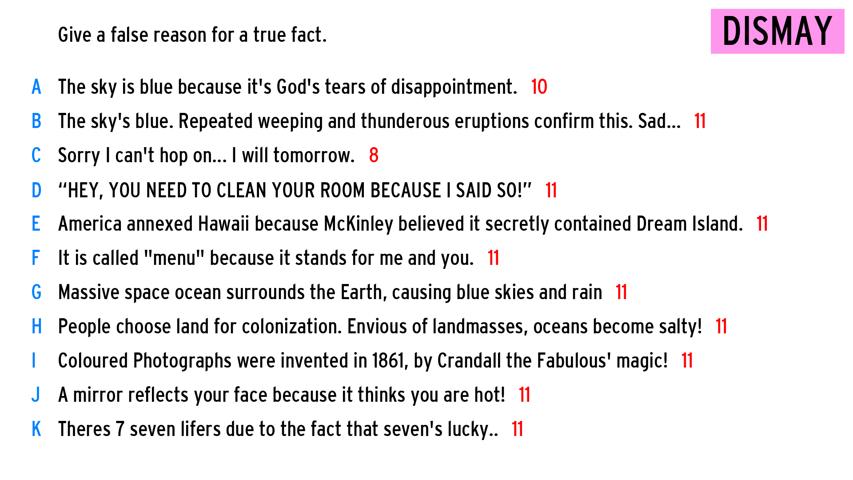 Give a false reason for a true fact.
DISMAY
A The sky is blue because it's God's tears of disappointment. 10
B The sky's blue. Repeated weeping and thunderous eruptions confirm this. Sad... 11
C Sorry I can't hop on... I will tomorrow. 8
D “HEY, YOU NEED TO CLEAN YOUR ROOM BECAUSE I SAID SO!” 11
E America annexed Hawaii because McKinley believed it secretly contained Dream Island. 11
F It is called "menu" because it stands for me and you. 11
G Massive space ocean surrounds the Earth, causing blue skies and rain 11
H People choose land for colonization. Envious of landmasses, oceans become salty! 11
I Coloured Photographs were invented in 1861, by Crandall the Fabulous' magic! 11
J A mirror reflects your face because it thinks you are hot! 11
K Theres 7 seven lifers due to the fact that seven's lucky.. 11